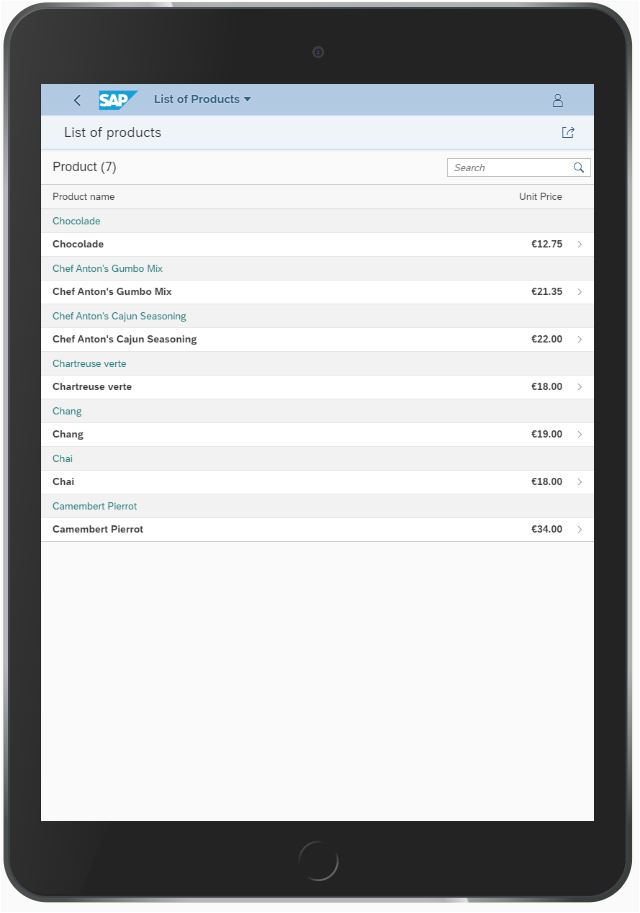 SAP List of Products
List of products
Product (7) Search
Product name Unit Price
Chocolade
Chocolade €12.75
Chef Anton's Gumbo Mix
Chef Anton's Gumbo Mix €21.35
Chef Anton's Cajun Seasoning
Chef Anton's Cajun Seasoning €22.00
Chartreuse verte
Chartreuse verte €18.00
Chang
Chang €19.00
Chai
Chai €18.00
Camembert Pierrot
Camembert Pierrot €34.00